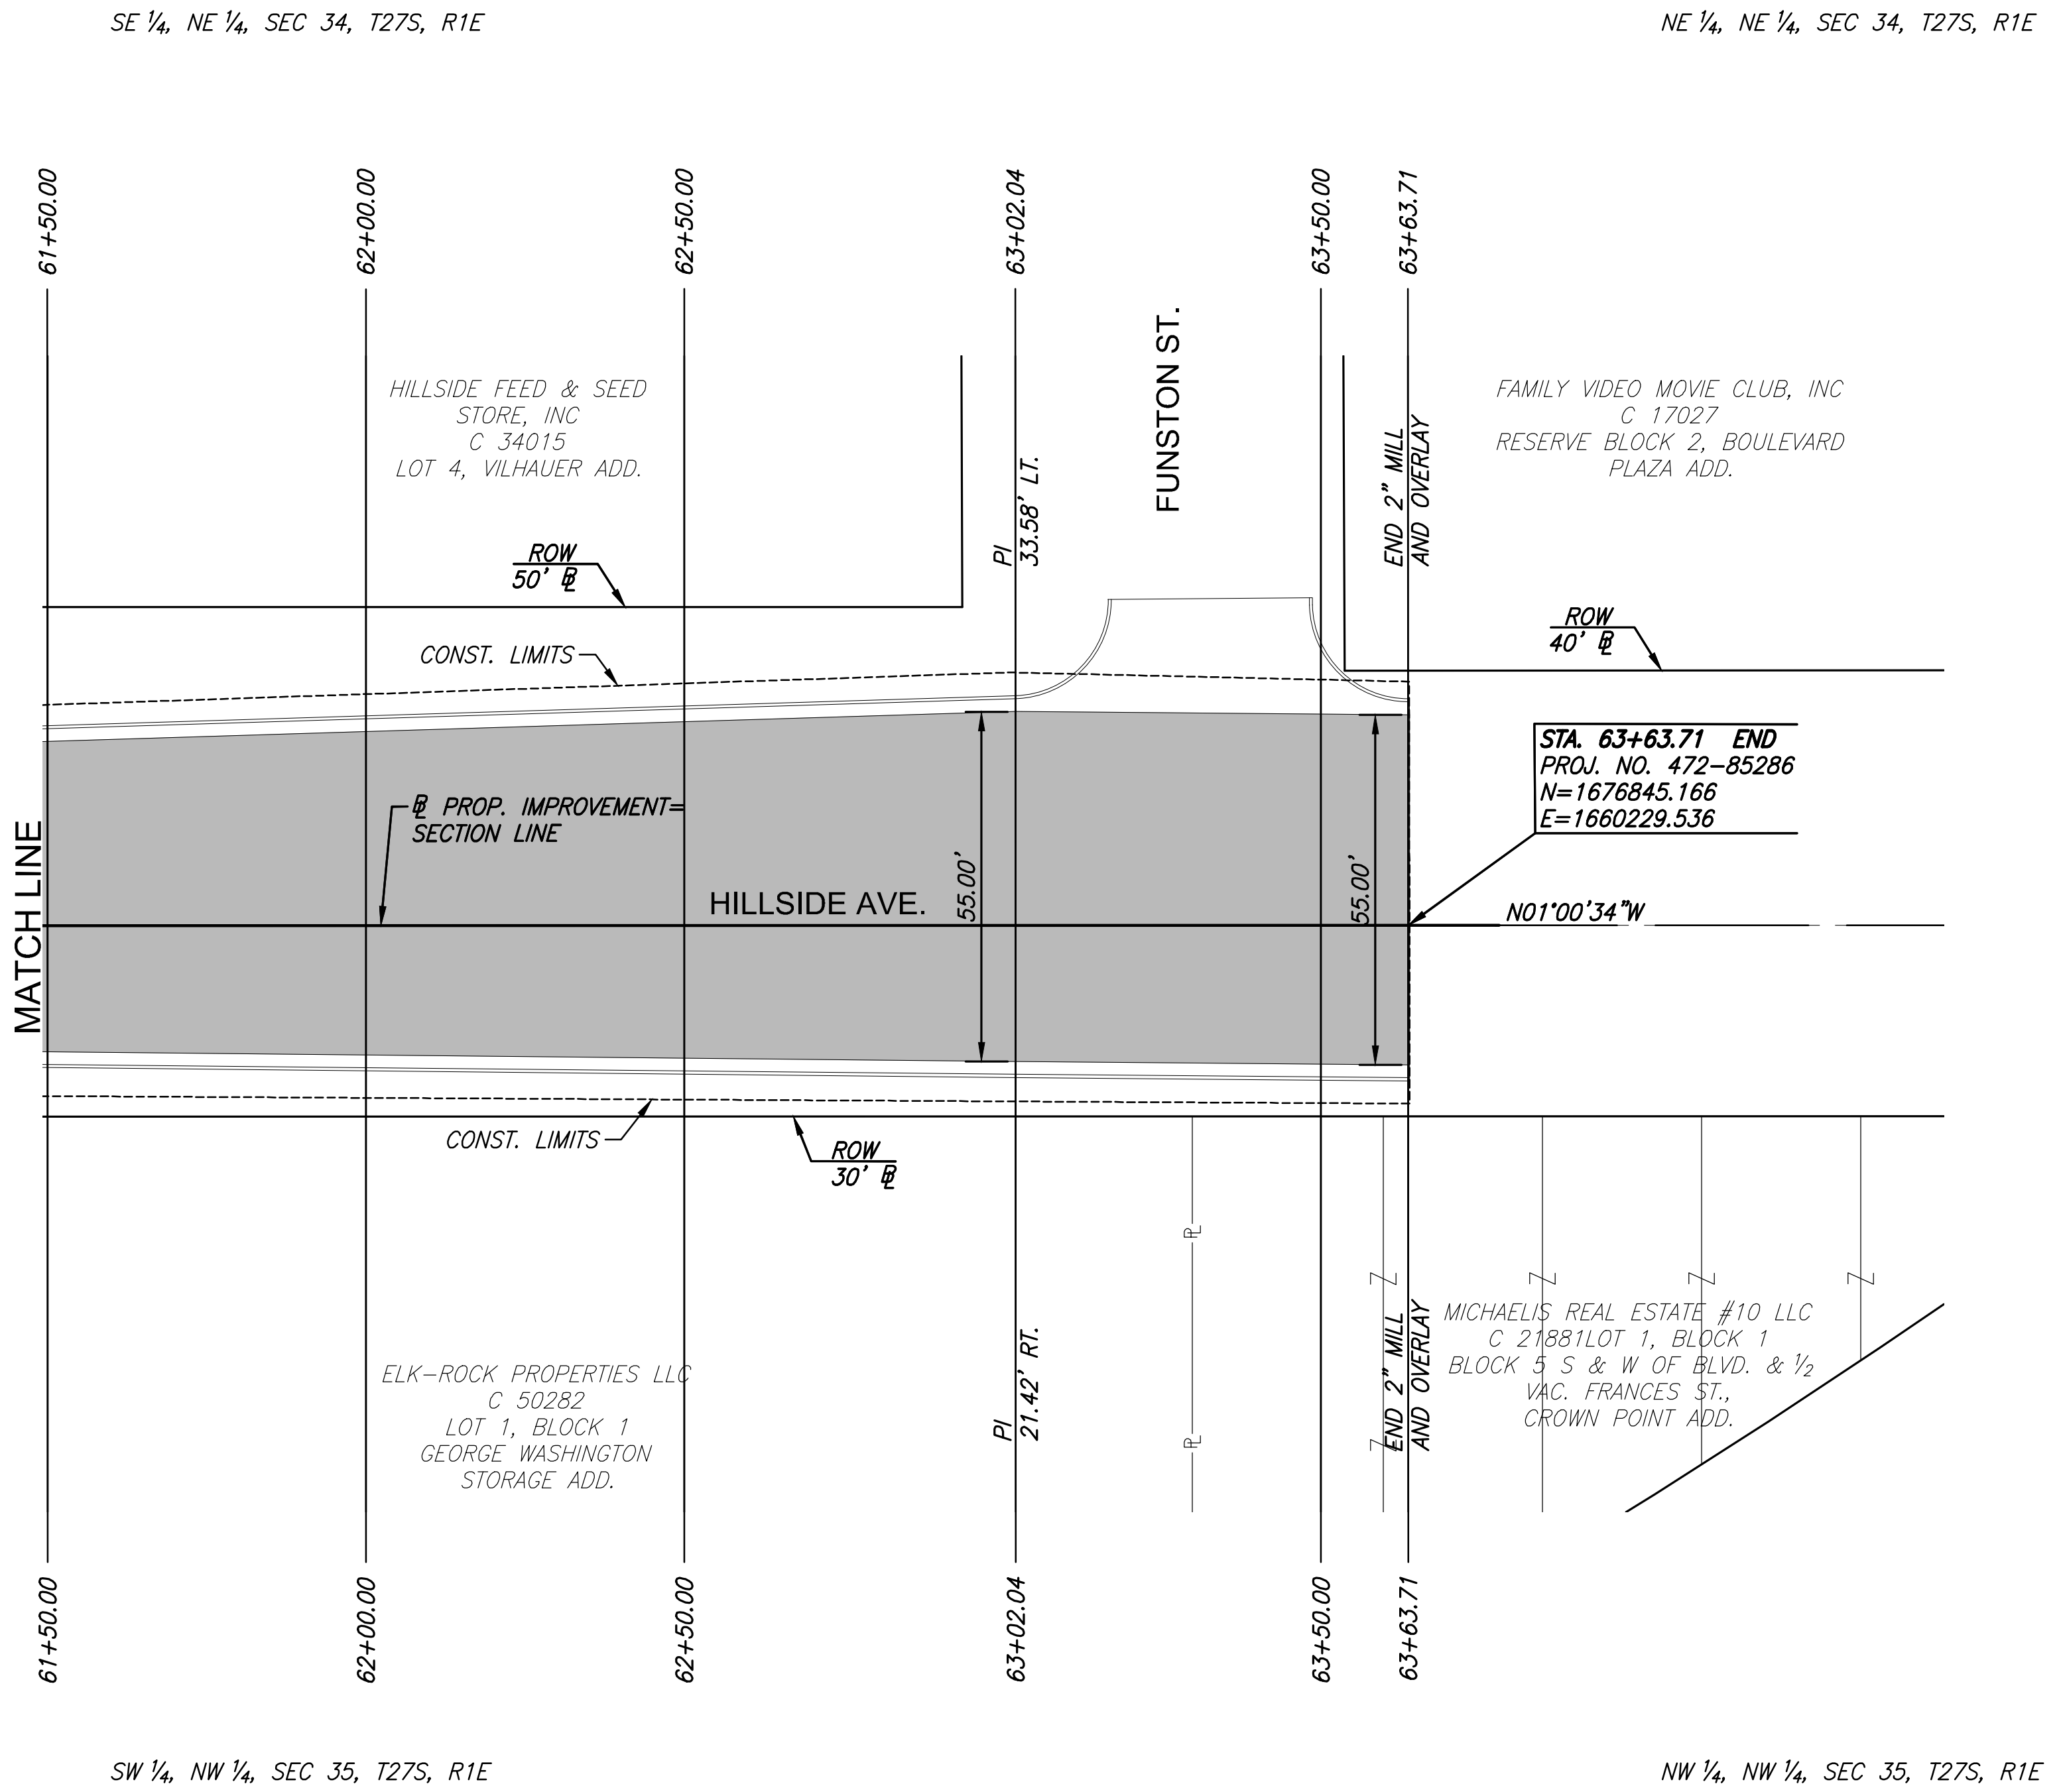 SE ¼, NE ¼, SEC 34, T27S, R1E
NE ¼, NE ¼, SEC 34, T27S, R1E
61+50.00
62+00.00
62+50.00
63+02.04
63+50.00
63+63.71
HILLSIDE FEED & SEED
STORE, INC
C 34015
LOT 4, VILHAUER ADD.
PI
33.58' LT.
FUNSTON ST.
END 2" MILL
AND OVERLAY
FAMILY VIDEO MOVIE CLUB, INC
C 17027
RESERVE BLOCK 2, BOULEVARD
PLAZA ADD.
ROW
50' BL
CONST. LIMITS
ROW
40' BL
STA. 63+63.71 END
PROJ. NO. 472-85286
N=1676845.166
E=1660229.536
BL PROP. IMPROVEMENT=
SECTION LINE
MATCH LINE
HILLSIDE AVE.
55.00'
55.00'
N01°00'34"W
CONST. LIMITS
ROW
30' BL
PL
PL
Z
Z
Z
Z
Z
ELK-ROCK PROPERTIES LLC
C 50282
LOT 1, BLOCK 1
GEORGE WASHINGTON
STORAGE ADD.
PI
21.42' RT.
END 2" MILL
AND OVERLAY
MICHAELIS REAL ESTATE #10 LLC
C 21881LOT 1, BLOCK 1
BLOCK 5 S & W OF BLVD. & ½
VAC. FRANCES ST.,
CROWN POINT ADD.
61+50.00
62+00.00
62+50.00
63+02.04
63+50.00
63+63.71
SW ¼, NW ¼, SEC 35, T27S, R1E
NW ¼, NW ¼, SEC 35, T27S, R1E